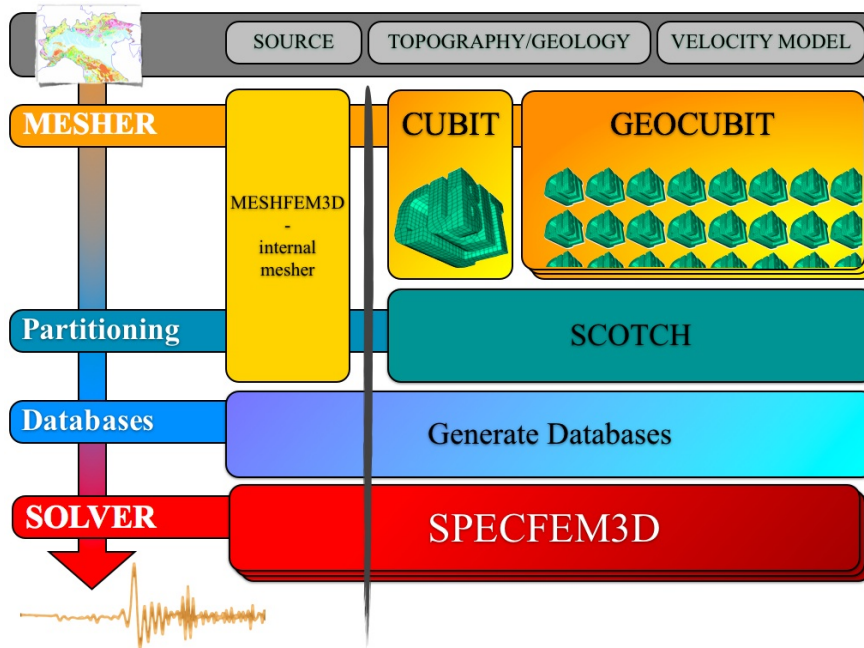 SOURCE
TOPOGRAPHY/GEOLOGY
VELOCITY MODEL
MESHER
CUBIT
GEOCUBIT
MESHFEM3D
-
internal
mesher
Partitioning
SCOTCH
Databases
Generate Databases
SOLVER
SPECFEM3D